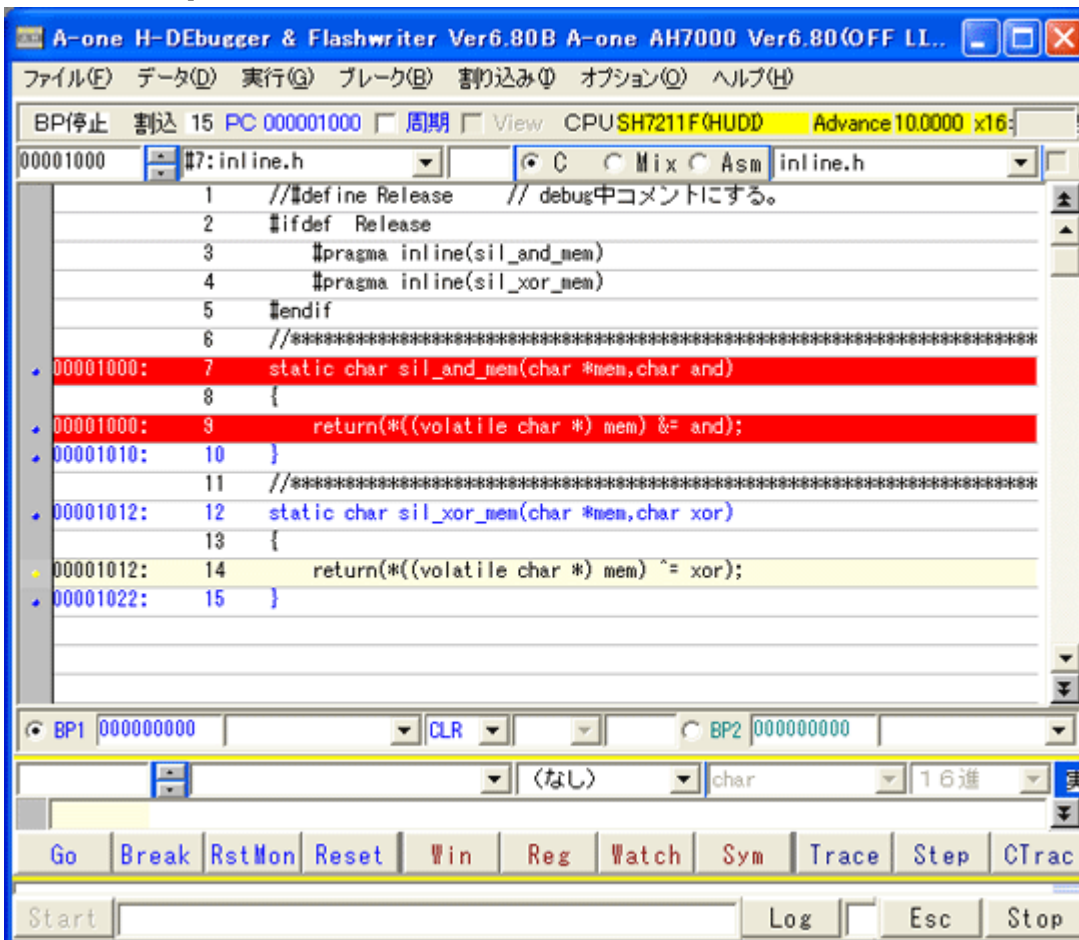 A-one H-DEbugger & Flashwriter Ver6.80B A-one AH7000 Ver6.80(OFF LI..
ファイル(F) データ(D) 実行(G) ブレーク(B) 割り込み(I) オプション(O) ヘルプ(H)
BP停止 割込 15 PC 000001000 周期 View CPU SH7211F(HUDI) Advance 10.0000 x16:
00001000 #7:inline.h C Mix Asm inline.h
1 //#define Release // debug中コメントにする。
2 #ifdef Release
3 #pragma inline(sil_and_mem)
4 #pragma inline(sil_xor_mem)
5 #endif
6 //**************************************************************************
00001000: 7 static char sil_and_mem(char *mem,char and)
8 {
00001000: 9 return(*((volatile char *) mem) &= and);
00001010: 10 }
11 //**************************************************************************
00001012: 12 static char sil_xor_mem(char *mem,char xor)
13 {
00001012: 14 return(*((volatile char *) mem) ^= xor);
00001022: 15 }
BP1 000000000 CLR BP2 000000000
(なし) char 16進
Go Break RstMon Reset Win Reg Watch Sym Trace Step CTrac
Start Log Esc Stop